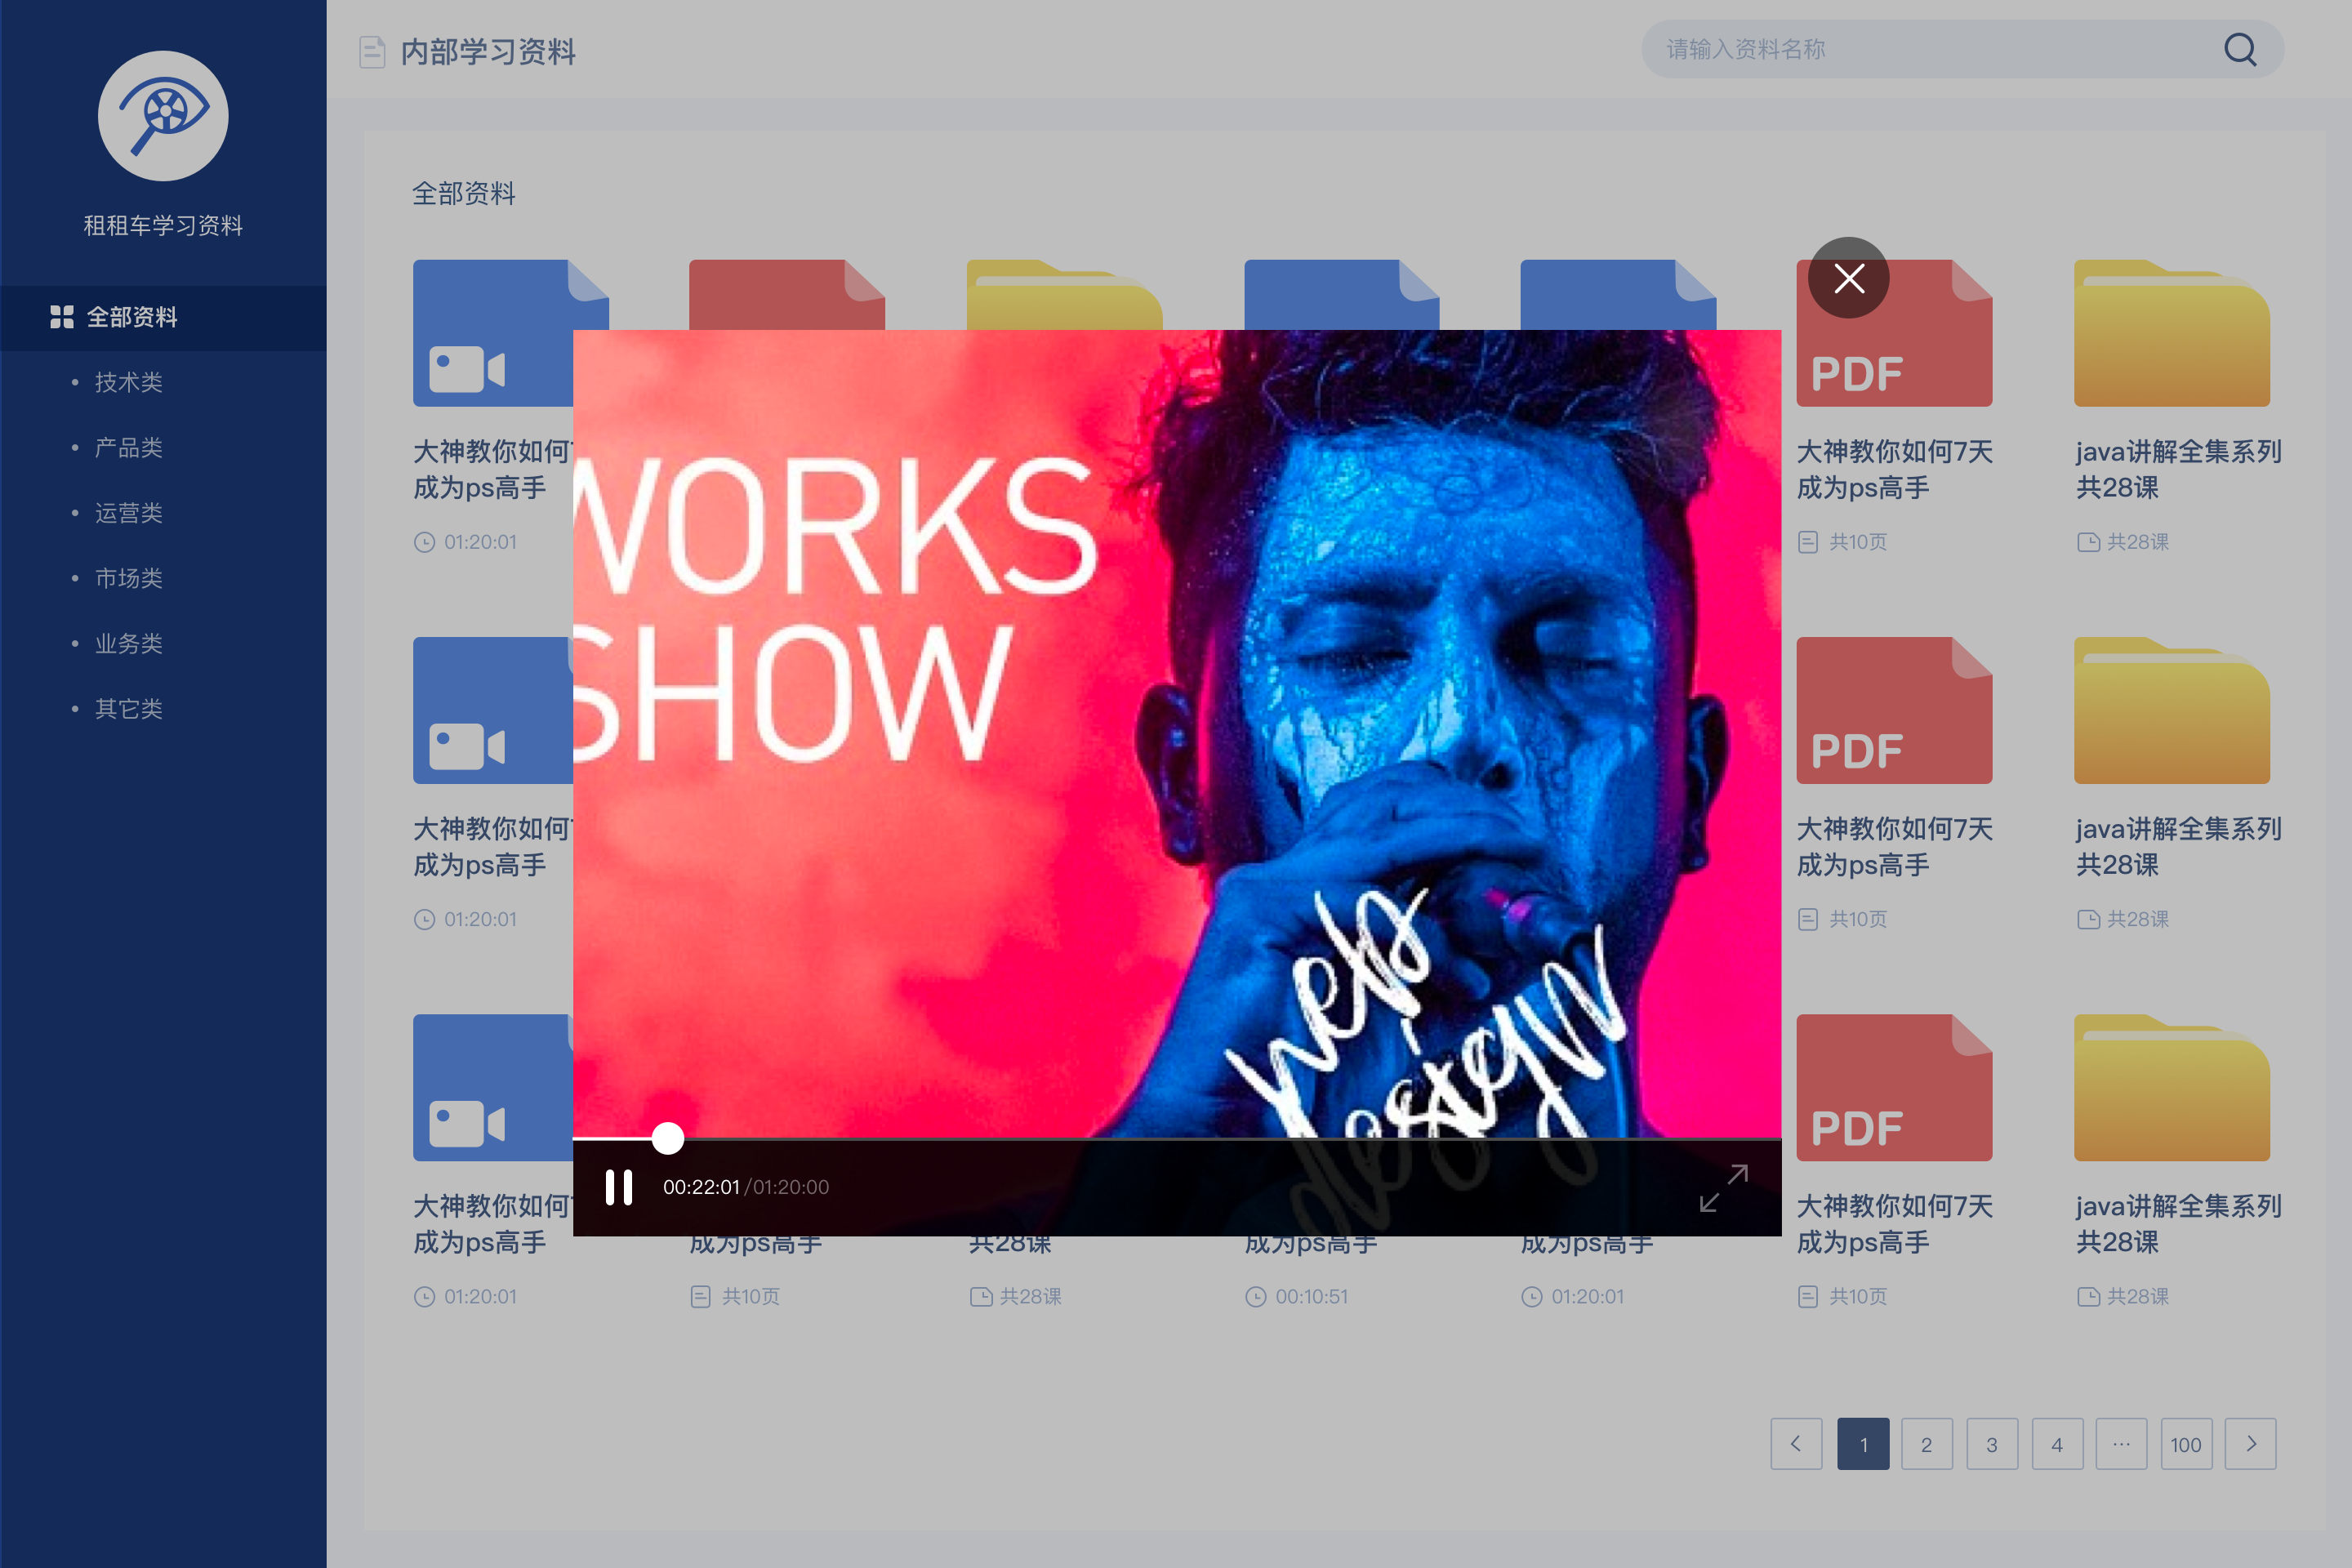 内部学习资料
请输入资料名称
租租车学习资料
全部资料
技术类
产品类
运营类
市场类
业务类
其它类
全部资料
PDF
大神教你如何
成为ps高手
01:20:01
大神教你如何7天
成为ps高手
共10页
java讲解全集系列
共28课
共28课
WORKS
SHOW
web
design
PDF
大神教你如何
成为ps高手
01:20:01
大神教你如何7天
成为ps高手
共10页
java讲解全集系列
共28课
共28课
PDF
00:22:01/01:20:00
大神教你如何
成为ps高手
01:20:01
成为ps高手
共10页
共28课
共28课
成为ps高手
00:10:51
成为ps高手
01:20:01
大神教你如何7天
成为ps高手
共10页
java讲解全集系列
共28课
共28课
1 2 3 4 ··· 100